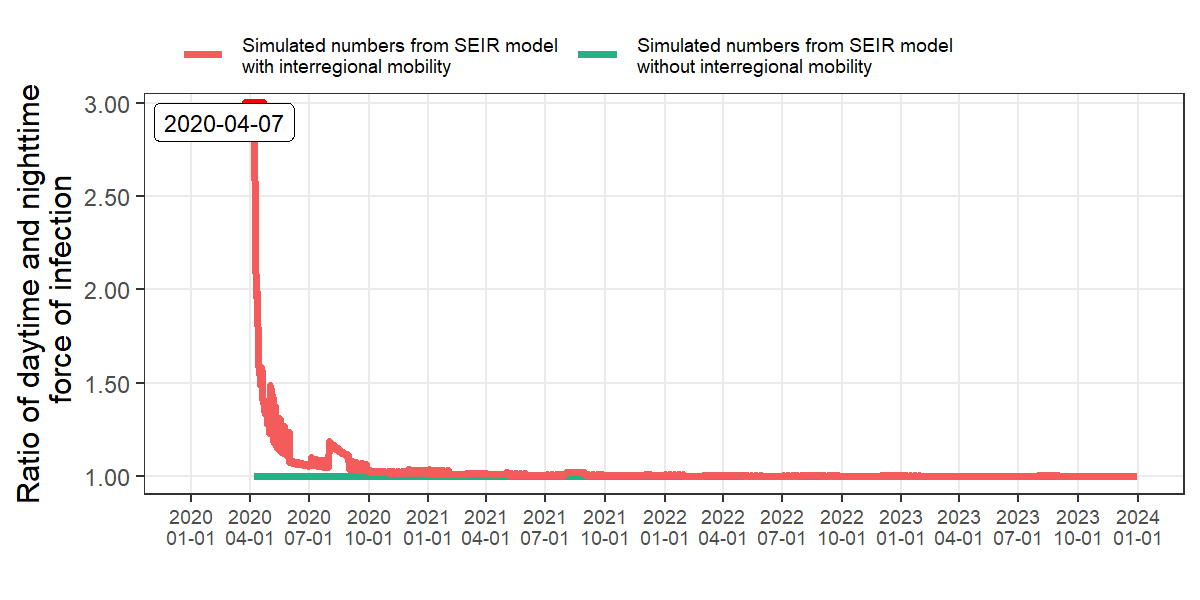 Simulated numbers from SEIR model
with interregional mobility
Simulated numbers from SEIR model
without interregional mobility
Ratio of daytime and nighttime
force of infection
3.00
2.50
2.00
1.50
1.00
2020-04-07
2020 2020 2020 2020 2021 2021 2021 2021 2022 2022 2022 2022 2023 2023 2023 2023 2024
01-01 04-01 07-01 10-01 01-01 04-01 07-01 10-01 01-01 04-01 07-01 10-01 01-01 04-01 07-01 10-01 01-01